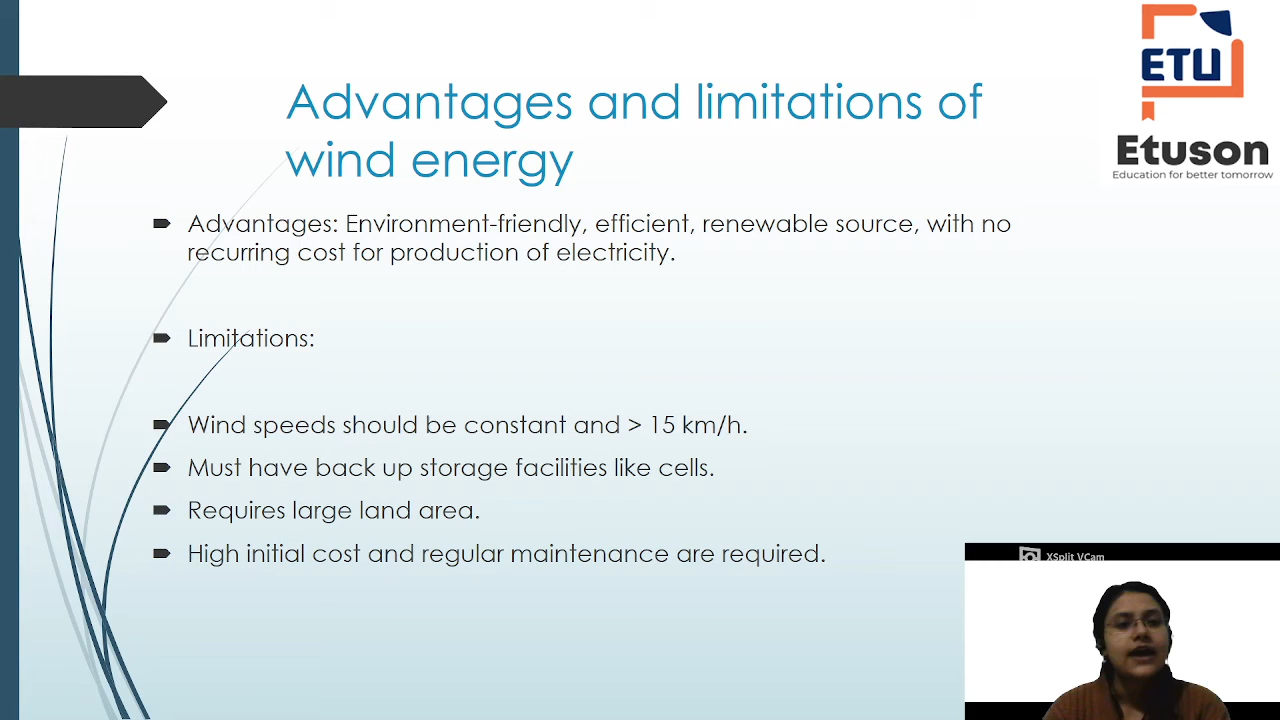 Advantages and limitations of
wind energy
ETU
Etuson
Education for better tomorrow
Advantages: Environment-friendly, efficient, renewable source, with no
recurring cost for production of electricity.
Limitations:
Wind speeds should be constant and > 15 km/h.
Must have back up storage facilities like cells.
Requires large land area.
High initial cost and regular maintenance are required.
XSplit VCam